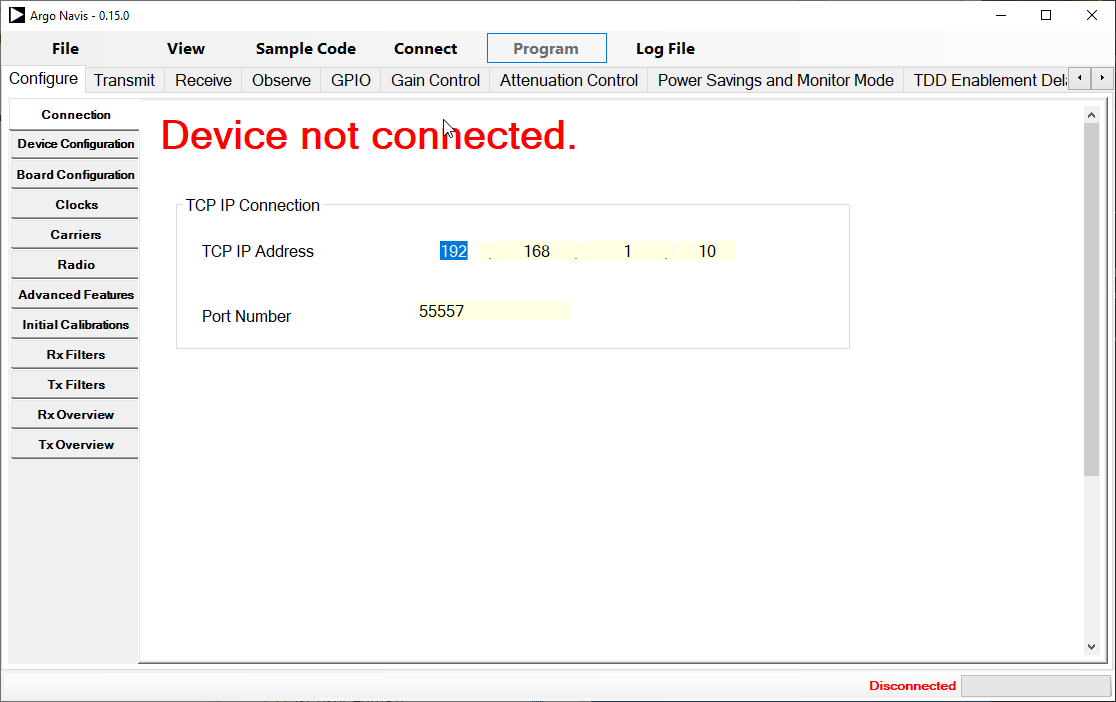 Argo Navis - 0.15.0
File View Sample Code Connect Program Log File
Configure Transmit Receive Observe GPIO Gain Control Attenuation Control Power Savings and Monitor Mode TDD Enablement Del
Connection
Device Configuration
Board Configuration
Clocks
Carriers
Radio
Advanced Features
Initial Calibrations
Rx Filters
Tx Filters
Rx Overview
Tx Overview
Device not connected.
TCP IP Connection
TCP IP Address 192 . 168 . 1 . 10
Port Number 55557
Disconnected